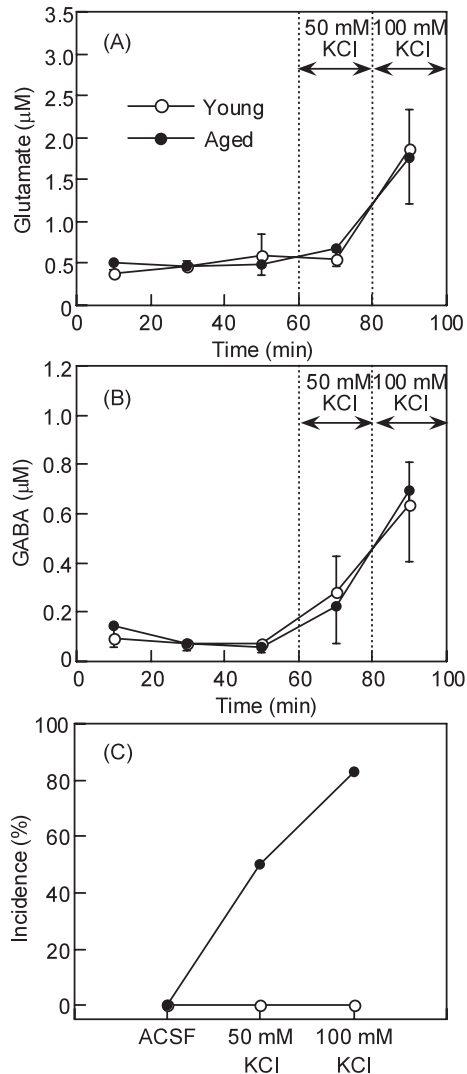 (A)
50 mM 100 mM
KCl KCl
Young
Aged
Glutamate (μM)
3.5
3.0
2.5
2.0
1.5
1.0
0.5
0
0 20 40 60 80 100
Time (min)
(B)
50 mM 100 mM
KCl KCl
GABA (μM)
1.2
1.0
0.8
0.6
0.4
0.2
0
0 20 40 60 80 100
Time (min)
(C)
Incidence (%)
100
80
60
40
20
0
ACSF 50 mM 100 mM
KCl KCl